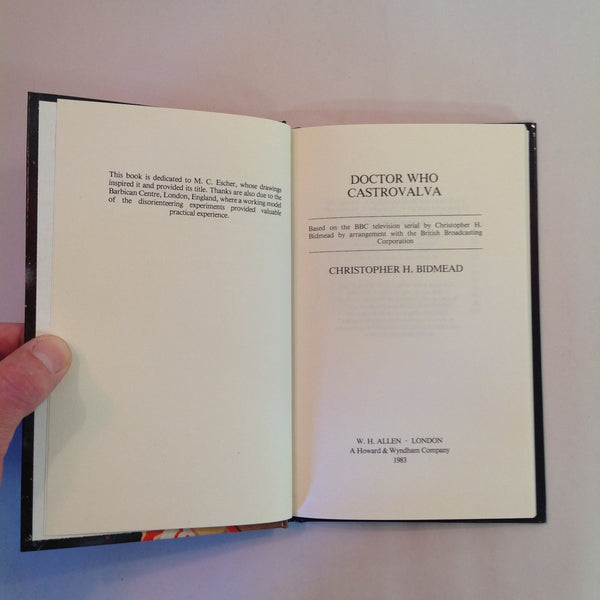 This book is dedicated to M. C. Escher, whose drawings
inspired it and provided its title. Thanks are also due to the
Barbican Centre, London, England, where a working model
of the disorienteering experiments provided valuable
practical experience.
DOCTOR WHO
CASTROVALVA
Based on the BBC television serial by Christopher H.
Bidmead by arrangement with the British Broadcasting
Corporation
CHRISTOPHER H. BIDMEAD
W. H. ALLEN · LONDON
A Howard & Wyndham Company
1983